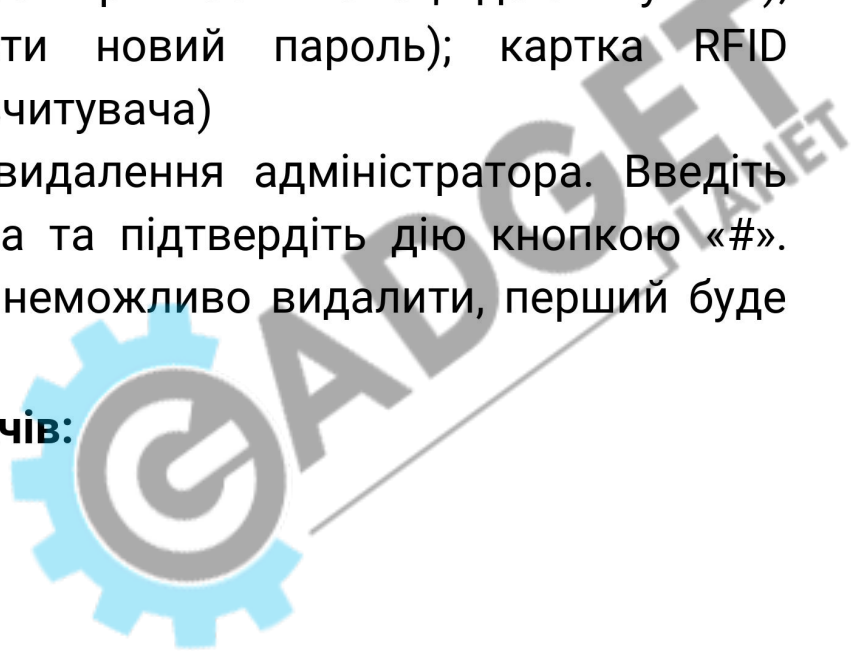 ти новий пароль); картка RFID
читувача)
видалення адміністратора. Введіть
а та підтвердіть дію кнопкою «#».
неможливо видалити, перший буде
чів:
GADGET
PLANET